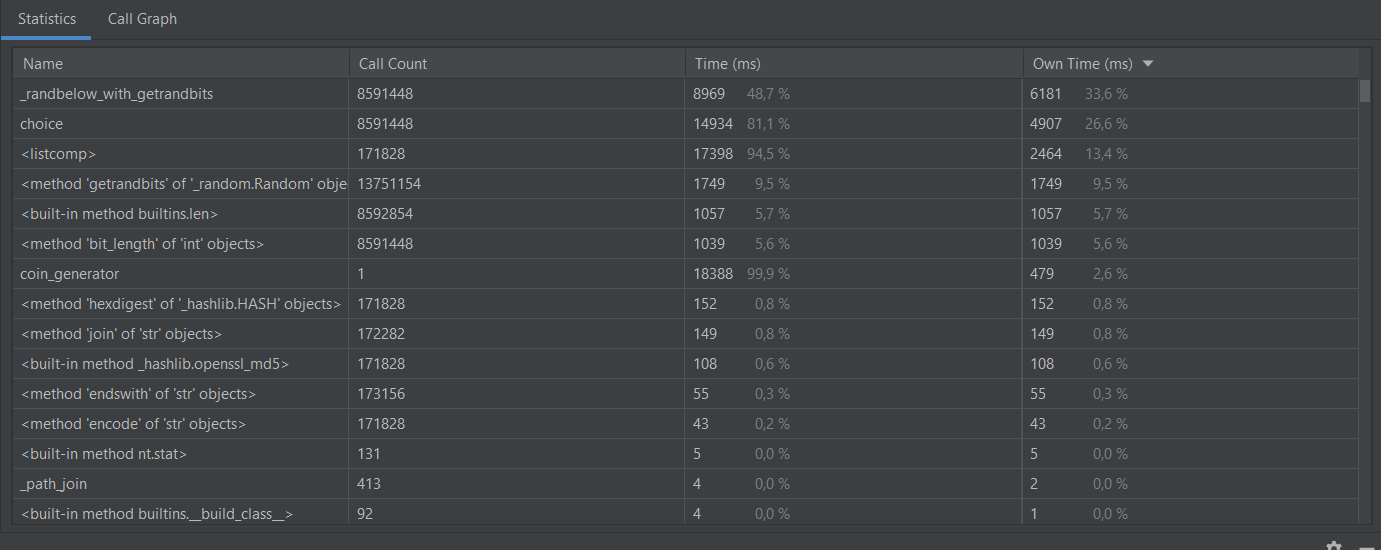 Statistics Call Graph
Name Call Count Time (ms) Own Time (ms)
_randbelow_with_getrandbits 8591448 8969 48,7 % 6181 33,6 %
choice 8591448 14934 81,1 % 4907 26,6 %
<listcomp> 171828 17398 94,5 % 2464 13,4 %
<method 'getrandbits' of '_random.Random' obje 13751154 1749 9,5 % 1749 9,5 %
<built-in method builtins.len> 8592854 1057 5,7 % 1057 5,7 %
<method 'bit_length' of 'int' objects> 8591448 1039 5,6 % 1039 5,6 %
coin_generator 1 18388 99,9 % 479 2,6 %
<method 'hexdigest' of '_hashlib.HASH' objects> 171828 152 0,8 % 152 0,8 %
<method 'join' of 'str' objects> 172282 149 0,8 % 149 0,8 %
<built-in method _hashlib.openssl_md5> 171828 108 0,6 % 108 0,6 %
<method 'endswith' of 'str' objects> 173156 55 0,3 % 55 0,3 %
<method 'encode' of 'str' objects> 171828 43 0,2 % 43 0,2 %
<built-in method nt.stat> 131 5 0,0 % 5 0,0 %
_path_join 413 4 0,0 % 2 0,0 %
<built-in method builtins.__build_class__> 92 4 0,0 % 1 0,0 %